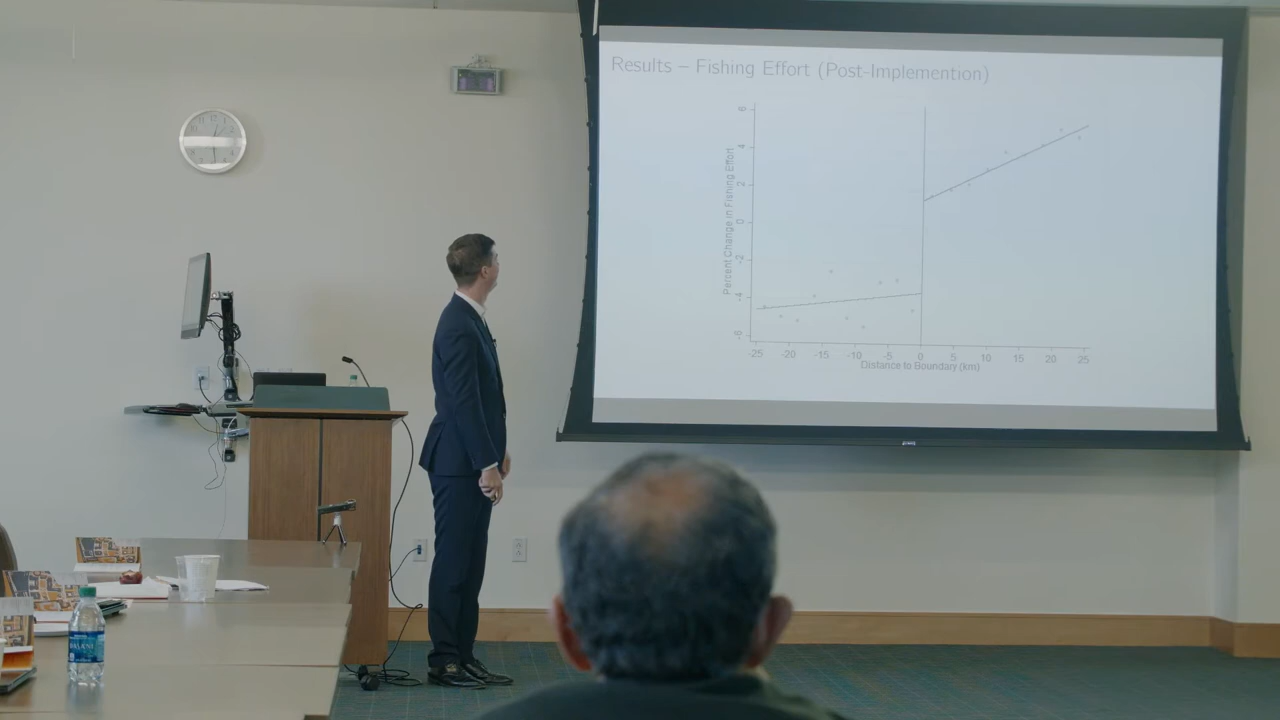 Results – Fishing Effort (Post-Implemention)
Percent Change in Fishing Effort
6
4
2
0
-2
-4
-6
-25 -20 -15 -10 -5 0 5 10 15 20 25
Distance to Boundary (km)